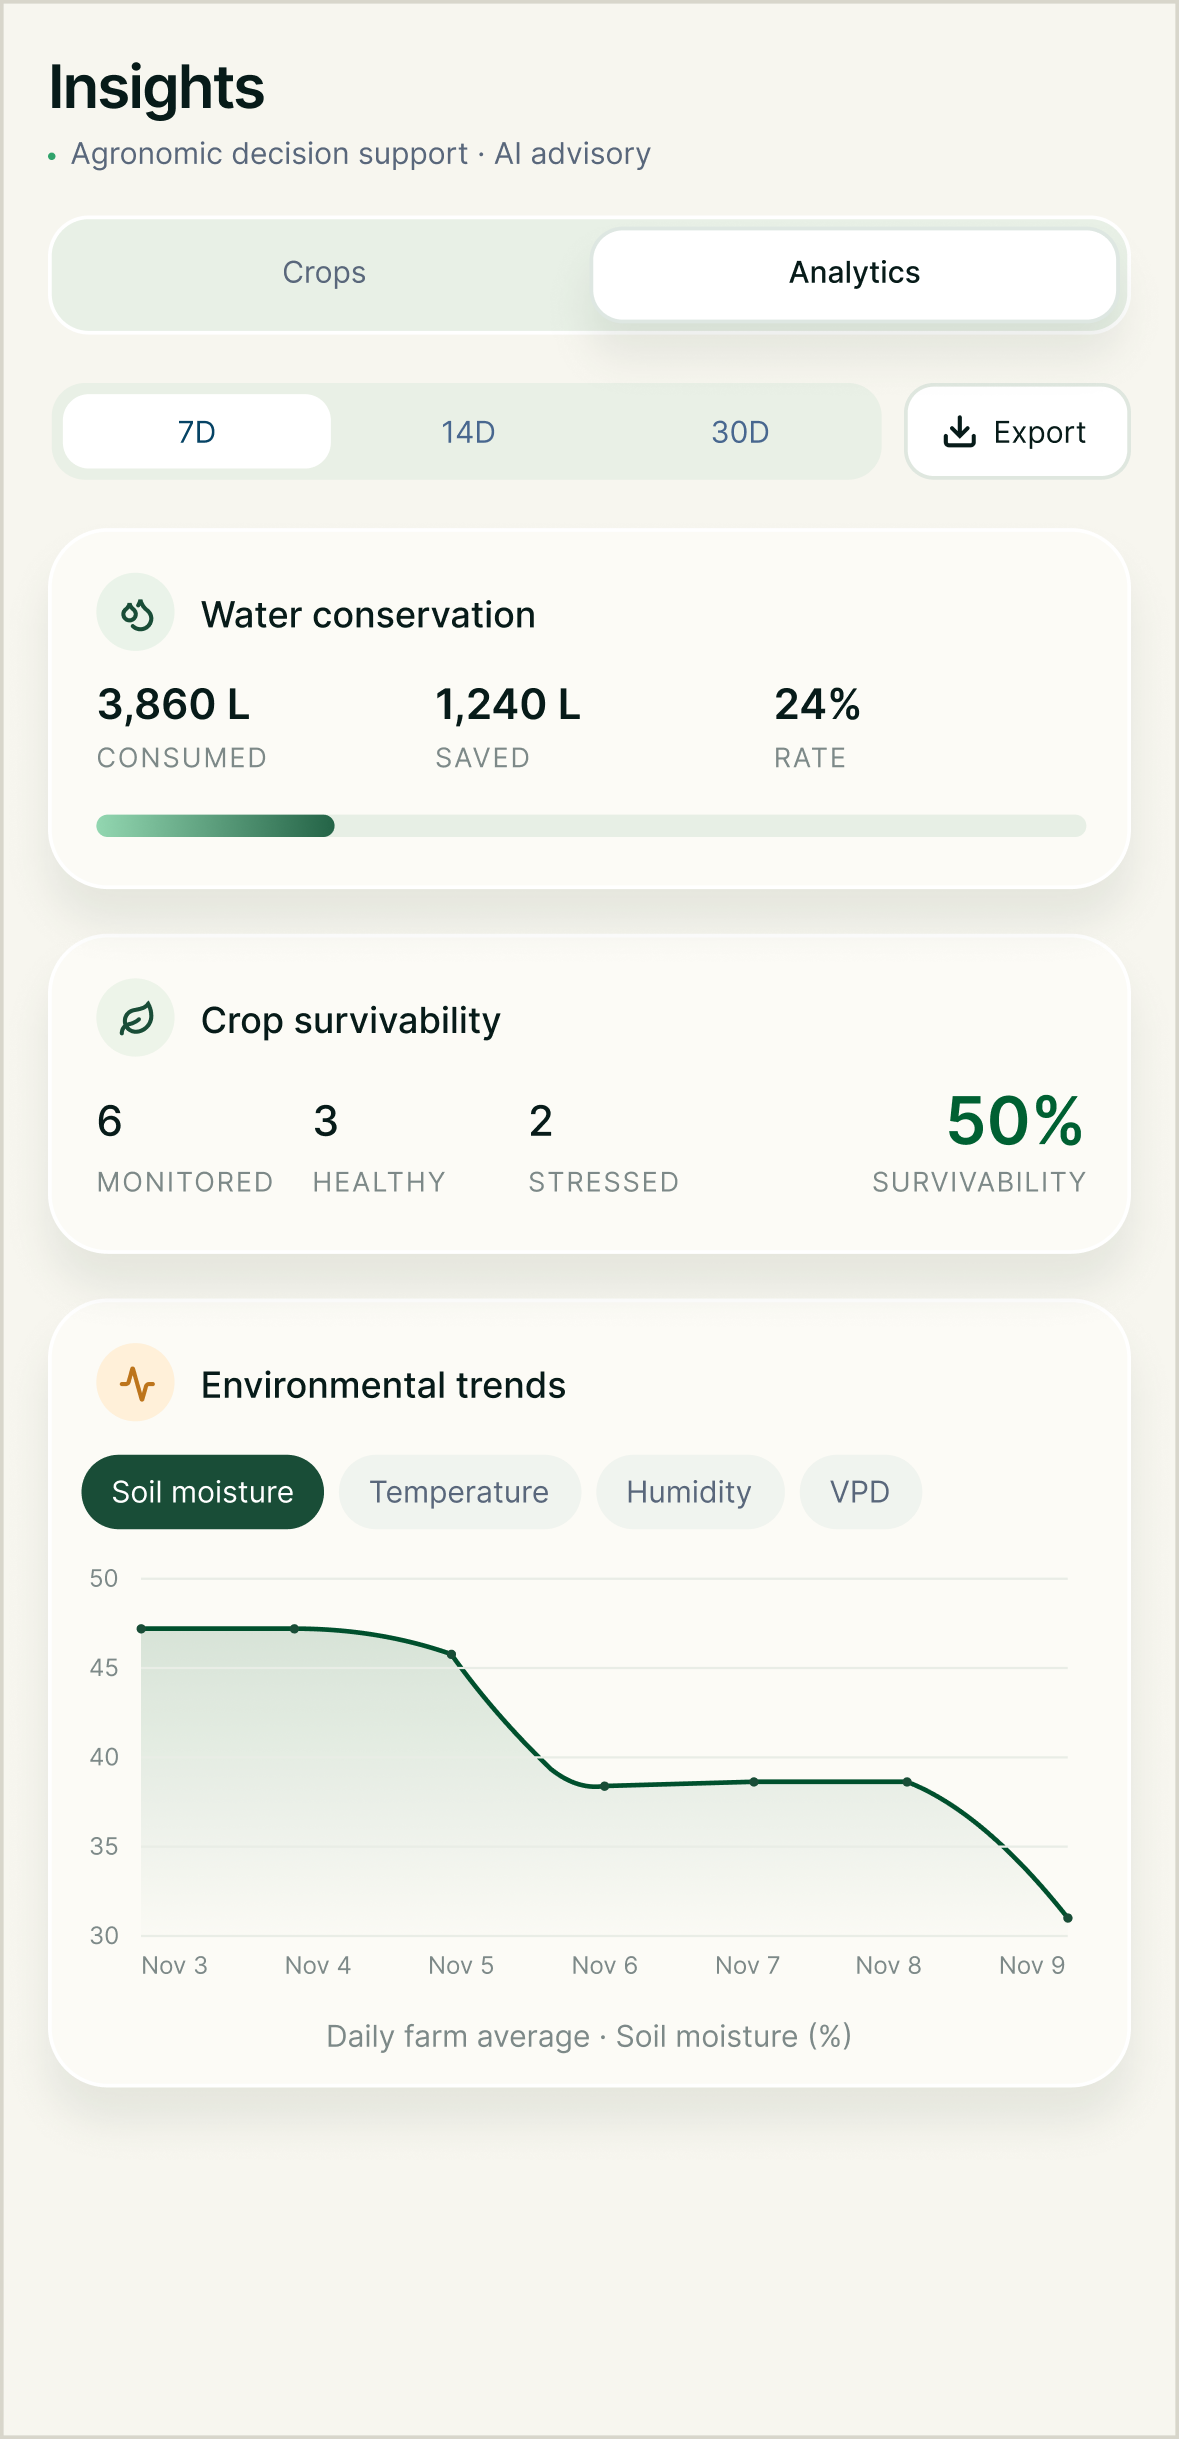 Insights
Agronomic decision support · AI advisory
Crops
Analytics
7D
14D
30D
Export
Water conservation
3,860 L
1,240 L
24%
CONSUMED
SAVED
RATE
Crop survivability
6
3
2
50%
MONITORED
HEALTHY
STRESSED
SURVIVABILITY
Environmental trends
Soil moisture
Temperature
Humidity
VPD
50
45
40
35
30
Nov 3
Nov 4
Nov 5
Nov 6
Nov 7
Nov 8
Nov 9
Daily farm average · Soil moisture (%)